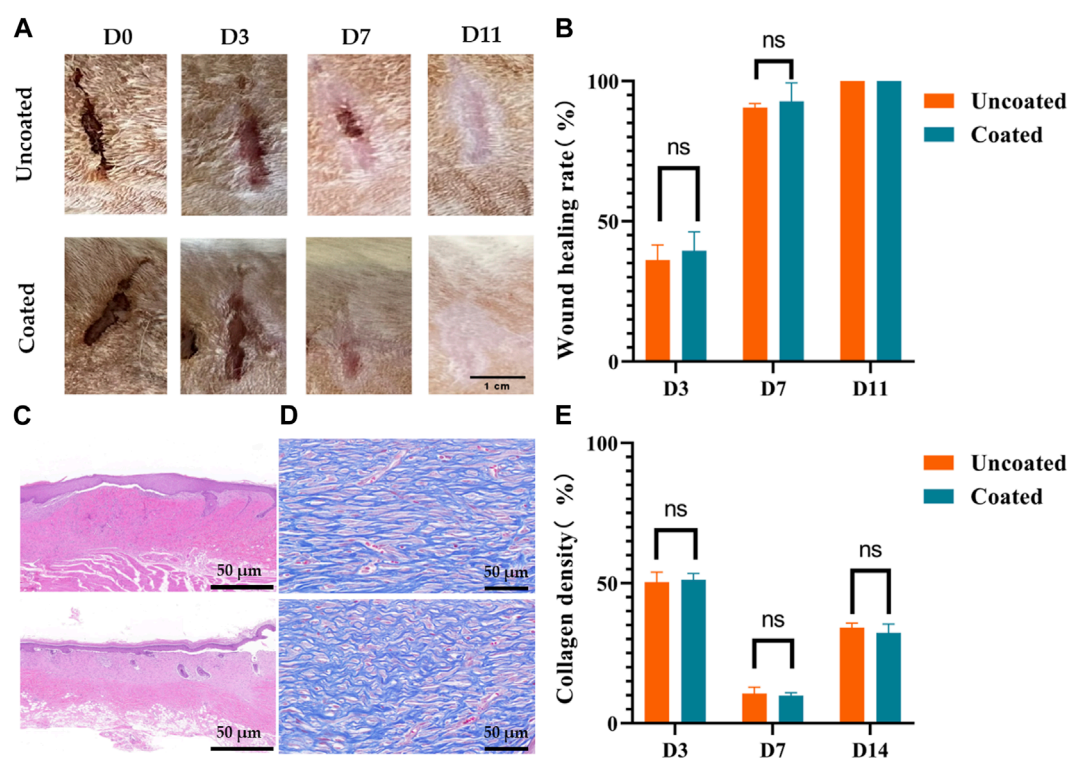 A
D0 D3 D7 D11
Uncoated
Coated
1 cm
B
Wound healing rate( %)
100
50
0
ns
ns
D3 D7 D11
Uncoated
Coated
C
50 μm
50 μm
D
50 μm
50 μm
E
Collagen density( %)
100
50
0
ns
ns
ns
D3 D7 D14
Uncoated
Coated